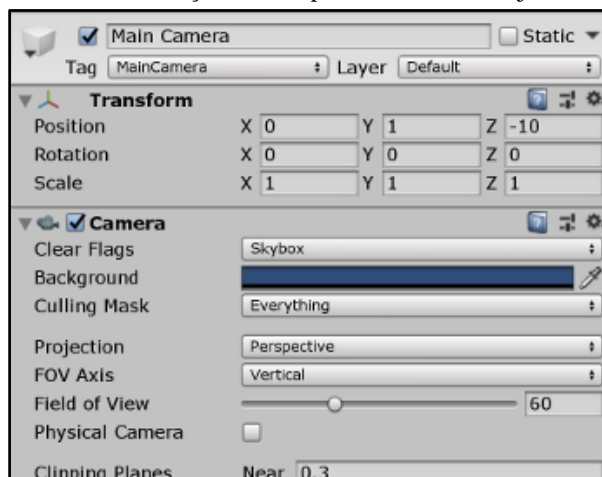 Main Camera Static
Tag MainCamera Layer Default
Transform
Position X 0 Y 1 Z -10
Rotation X 0 Y 0 Z 0
Scale X 1 Y 1 Z 1
Camera
Clear Flags Skybox
Background
Culling Mask Everything
Projection Perspective
FOV Axis Vertical
Field of View 60
Physical Camera
Clipping Planes Near 0.3